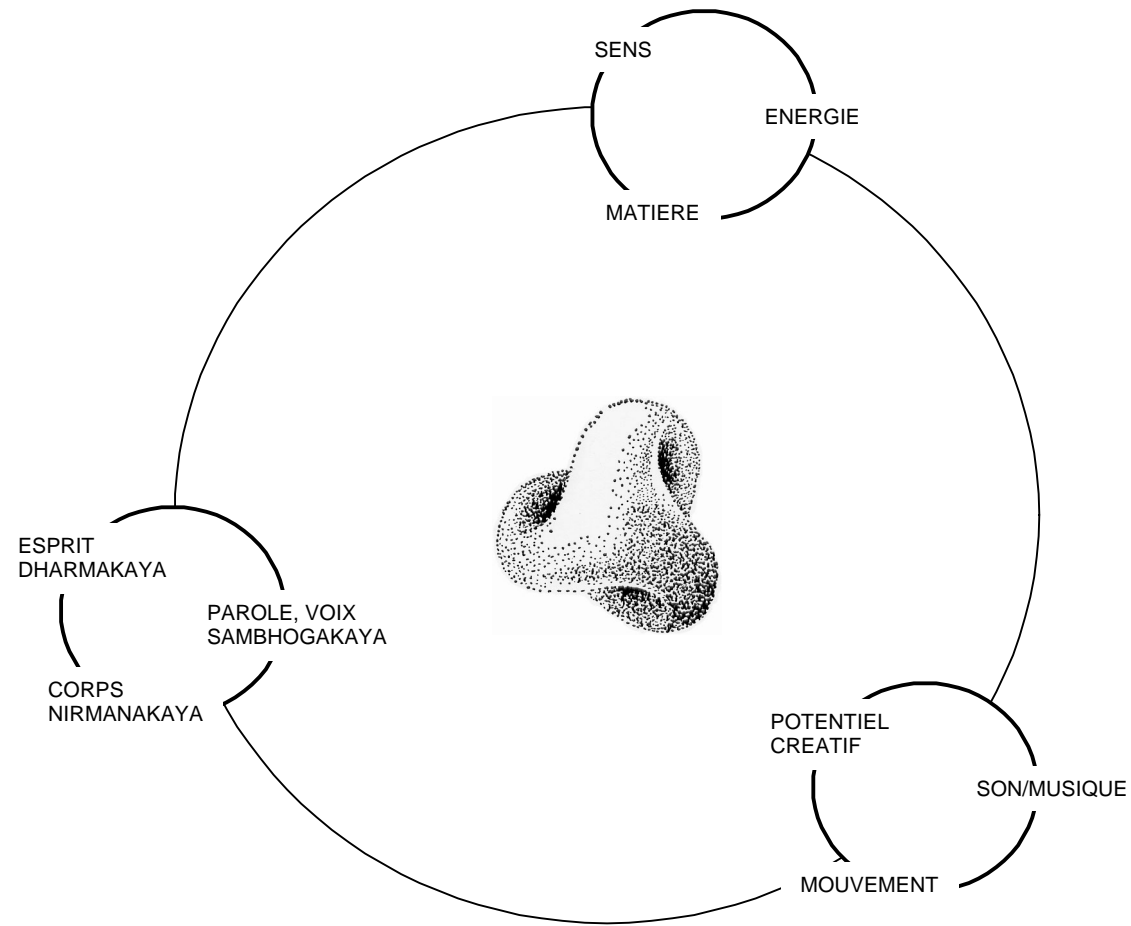 SENS
ENERGIE
MATIERE
ESPRIT
DHARMAKAYA
PAROLE, VOIX
SAMBHOGAKAYA
CORPS
NIRMANAKAYA
POTENTIEL
CREATIF
SON/MUSIQUE
MOUVEMENT